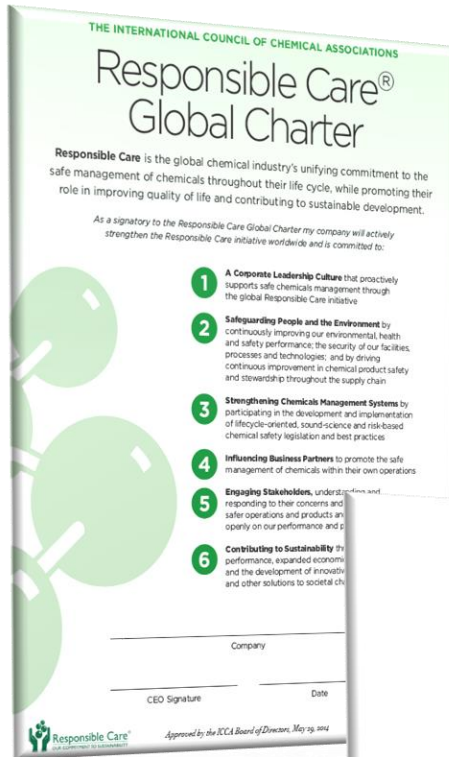 THE INTERNATIONAL COUNCIL OF CHEMICAL ASSOCIATIONS
Responsible Care®
Global Charter
Responsible Care is the global chemical industry's unifying commitment to the
safe management of chemicals throughout their life cycle, while promoting their
role in improving quality of life and contributing to sustainable development.
As a signatory to the Responsible Care Global Charter my company will actively
strengthen the Responsible Care initiative worldwide and is committed to:
1 A Corporate Leadership Culture that proactively
supports safe chemicals management through
the global Responsible Care initiative
2 Safeguarding People and the Environment by
continuously improving our environmental, health
and safety performance; the security of our facilities,
processes and technologies; and by driving
continuous improvement in chemical product safety
and stewardship throughout the supply chain
3 Strengthening Chemicals Management Systems by
participating in the development and implementation
of lifecycle-oriented, sound-science and risk-based
chemical safety legislation and best practices
4 Influencing Business Partners to promote the safe
management of chemicals within their own operations
5 Engaging Stakeholders, understanding and
responding to their concerns and
safer operations and products an
openly on our performance and p
6 Contributing to Sustainability th
performance, expanded economi
and the development of innovativ
and other solutions to societal ch
Company
CEO Signature Date
Responsible Care®
OUR COMMITMENT TO SUSTAINABILITY
Approved by the ICCA Board of Directors, May 29, 2014